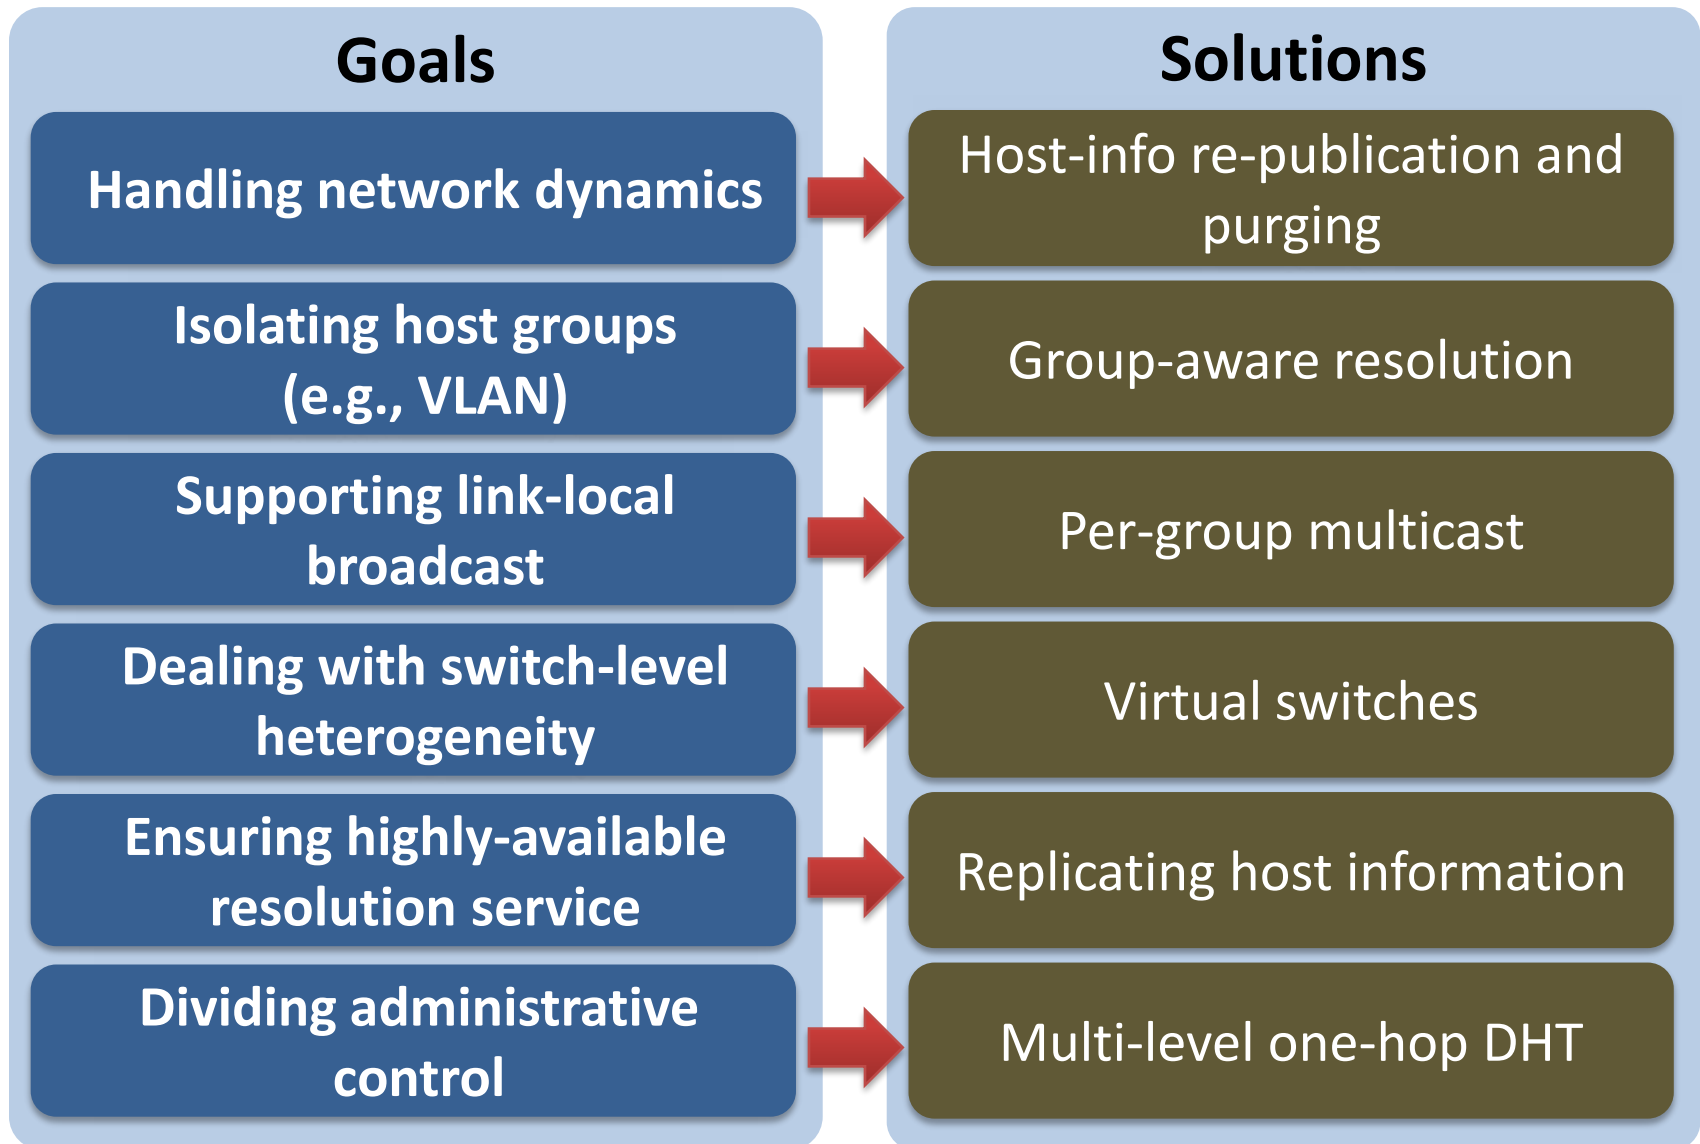 Goals
Solutions
Handling network dynamics
Host-info re-publication and
purging
Isolating host groups
(e.g., VLAN)
Group-aware resolution
Supporting link-local
broadcast
Per-group multicast
Dealing with switch-level
heterogeneity
Virtual switches
Ensuring highly-available
resolution service
Replicating host information
Dividing administrative
control
Multi-level one-hop DHT